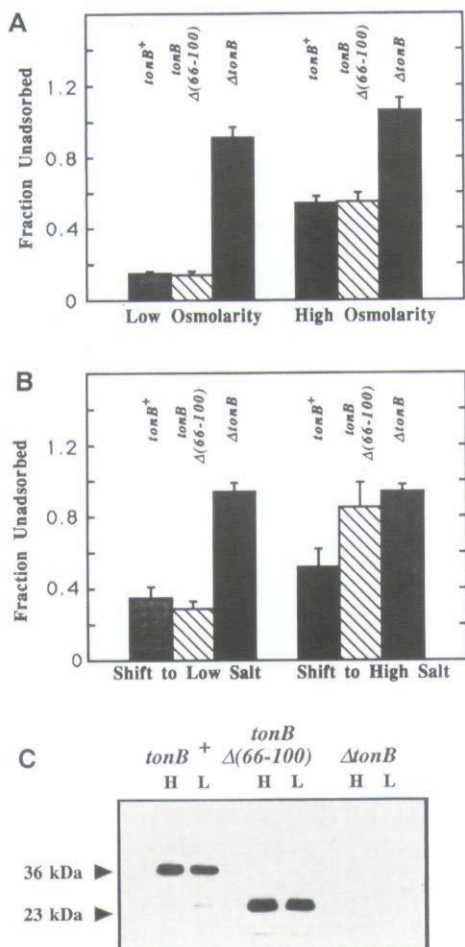 A
Fraction Unadsorbed
1.2
0.8
0.4
0
tonB+
tonB
Δ(66-100)
ΔtonB
tonB+
tonB
Δ(66-100)
ΔtonB
Low Osmolarity
High Osmolarity
B
Fraction Unadsorbed
1.2
0.8
0.4
0
tonB+
tonB
Δ(66-100)
ΔtonB
tonB+
tonB
Δ(66-100)
ΔtonB
Shift to Low Salt
Shift to High Salt
C
tonB+
tonB
Δ(66-100)
ΔtonB
H L
H L
H L
36 kDa
23 kDa